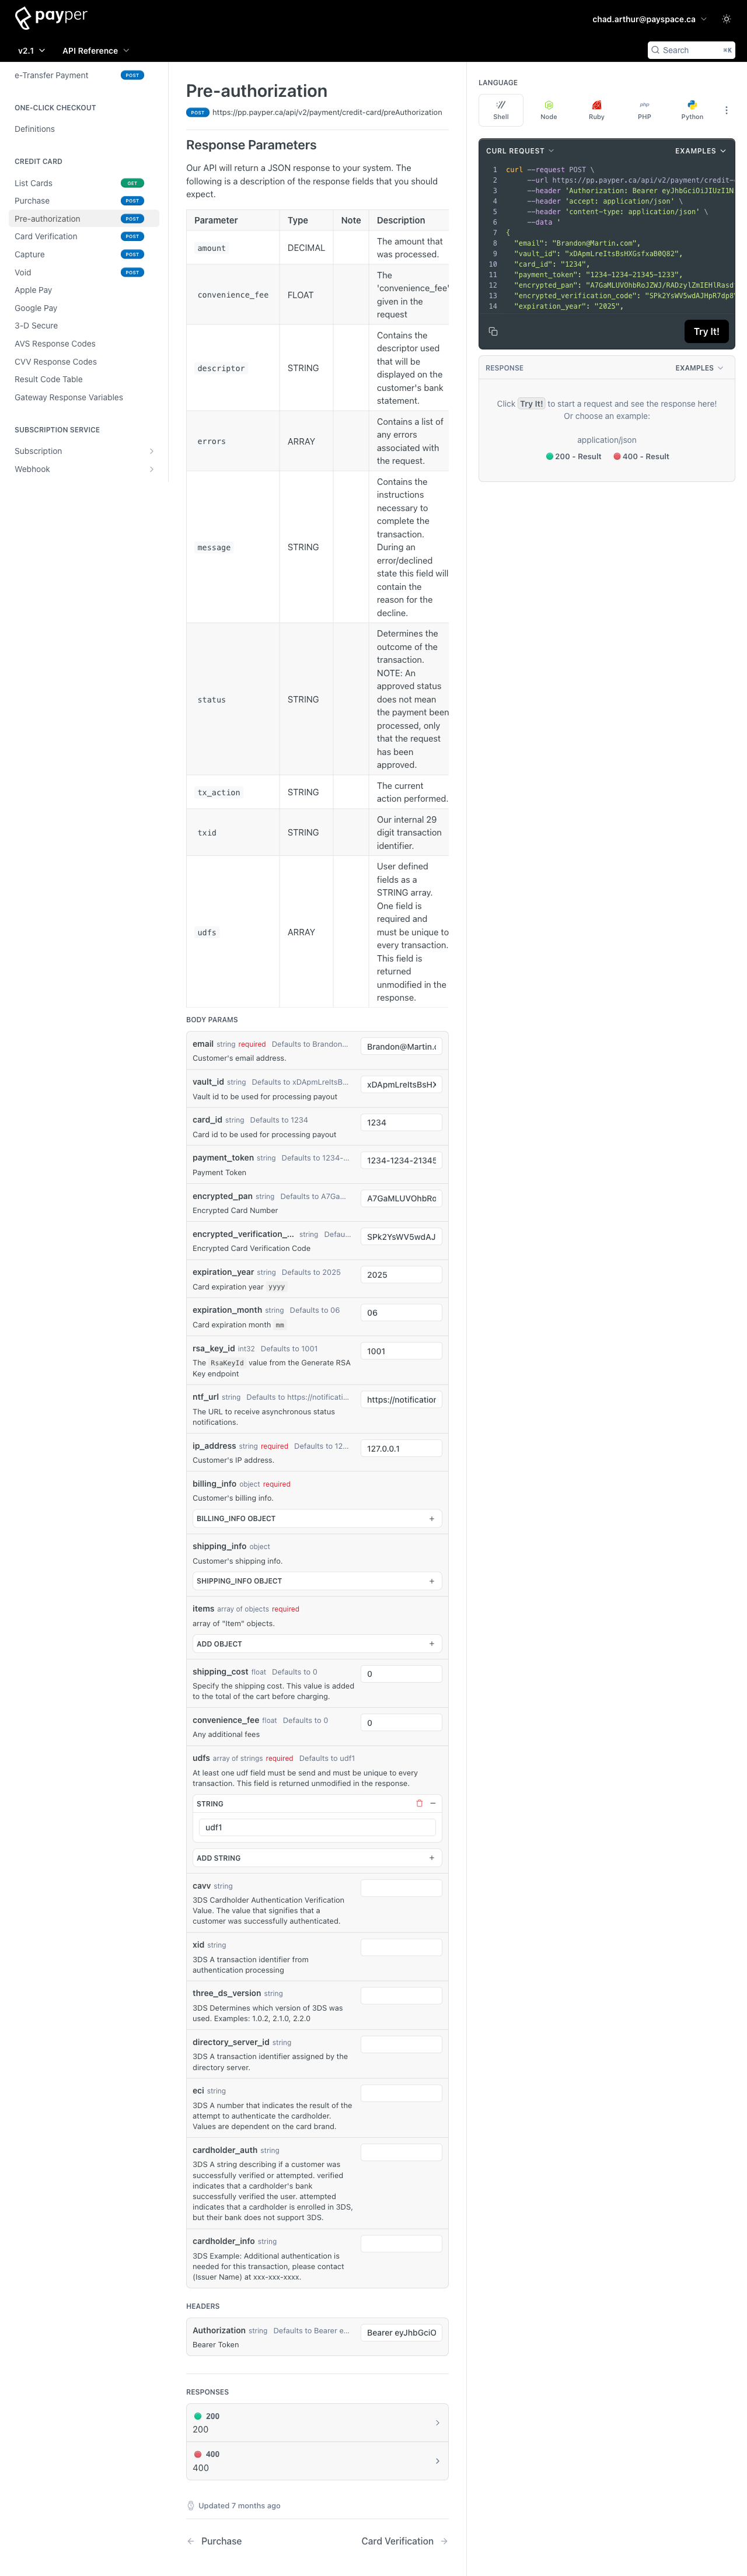 payper
chad.arthur@payspace.ca
v2.1
API Reference
Search
⌘K
e-Transfer Payment POST
ONE-CLICK CHECKOUT
Definitions
CREDIT CARD
List Cards GET
Purchase POST
Pre-authorization POST
Card Verification POST
Capture POST
Void POST
Apple Pay
Google Pay
3-D Secure
AVS Response Codes
CVV Response Codes
Result Code Table
Gateway Response Variables
SUBSCRIPTION SERVICE
Subscription
Webhook
Pre-authorization
POST https://pp.payper.ca/api/v2/payment/credit-card/preAuthorization
Response Parameters
Our API will return a JSON response to your system. The
following is a description of the response fields that you should
expect.
Parameter Type Note Description
amount DECIMAL The amount that
was processed.
convenience_fee FLOAT The
'convenience_fee'
given in the
request
descriptor STRING Contains the
descriptor used
that will be
displayed on the
customer's bank
statement.
errors ARRAY Contains a list of
any errors
associated with
the request.
message STRING Contains the
instructions
necessary to
complete the
transaction.
During an
error/declined
state this field will
contain the
reason for the
decline.
status STRING Determines the
outcome of the
transaction.
NOTE: An
approved status
does not mean
the payment been
processed, only
that the request
has been
approved.
tx_action STRING The current
action performed.
txid STRING Our internal 29
digit transaction
identifier.
udfs ARRAY User defined
fields as a
STRING array.
One field is
required and
must be unique to
every transaction.
This field is
returned
unmodified in the
response.
BODY PARAMS
email string required Defaults to Brandon... Brandon@Martin.c
Customer's email address.
vault_id string Defaults to xDApmLreItsB... xDApmLreItsBsHX
Vault id to be used for processing payout
card_id string Defaults to 1234 1234
Card id to be used for processing payout
payment_token string Defaults to 1234-... 1234-1234-21345
Payment Token
encrypted_pan string Defaults to A7Ga... A7GaMLUVOhbRo
Encrypted Card Number
encrypted_verification_... string Defau... SPk2YsWV5wdAJ
Encrypted Card Verification Code
expiration_year string Defaults to 2025 2025
Card expiration year yyyy
expiration_month string Defaults to 06 06
Card expiration month mm
rsa_key_id int32 Defaults to 1001 1001
The RsaKeyId value from the Generate RSA
Key endpoint
ntf_url string Defaults to https://notificati... https://notification
The URL to receive asynchronous status
notifications.
ip_address string required Defaults to 12... 127.0.0.1
Customer's IP address.
billing_info object required
Customer's billing info.
BILLING_INFO OBJECT +
shipping_info object
Customer's shipping info.
SHIPPING_INFO OBJECT +
items array of objects required
array of "Item" objects.
ADD OBJECT +
shipping_cost float Defaults to 0 0
Specify the shipping cost. This value is added
to the total of the cart before charging.
convenience_fee float Defaults to 0 0
Any additional fees
udfs array of strings required Defaults to udf1
At least one udf field must be send and must be unique to every
transaction. This field is returned unmodified in the response.
STRING
udf1
ADD STRING +
cavv string
3DS Cardholder Authentication Verification
Value. The value that signifies that a
customer was successfully authenticated.
xid string
3DS A transaction identifier from
authentication processing
three_ds_version string
3DS Determines which version of 3DS was
used. Examples: 1.0.2, 2.1.0, 2.2.0
directory_server_id string
3DS A transaction identifier assigned by the
directory server.
eci string
3DS A number that indicates the result of the
attempt to authenticate the cardholder.
Values are dependent on the card brand.
cardholder_auth string
3DS A string describing if a customer was
successfully verified or attempted. verified
indicates that a cardholder's bank
successfully verified the user. attempted
indicates that a cardholder is enrolled in 3DS,
but their bank does not support 3DS.
cardholder_info string
3DS Example: Additional authentication is
needed for this transaction, please contact
(Issuer Name) at xxx-xxx-xxxx.
HEADERS
Authorization string Defaults to Bearer e... Bearer eyJhbGciO
Bearer Token
RESPONSES
200
200
400
400
Updated 7 months ago
← Purchase
Card Verification →
LANGUAGE
Shell
Node
Ruby
php
PHP
Python
CURL REQUEST
EXAMPLES
1 curl --request POST \
2 --url https://pp.payper.ca/api/v2/payment/credit-
3 --header 'Authorization: Bearer eyJhbGciOiJIUzI1N
4 --header 'accept: application/json' \
5 --header 'content-type: application/json' \
6 --data '
7 {
8 "email": "Brandon@Martin.com",
9 "vault_id": "xDApmLreItsBsHXGsfxaB0Q82",
10 "card_id": "1234",
11 "payment_token": "1234-1234-21345-1233",
12 "encrypted_pan": "A7GaMLUVOhbRoJZWJ/RADzylZmIEHlRasd
13 "encrypted_verification_code": "SPk2YsWV5wdAJHpR7dp8
14 "expiration_year": "2025",
Try It!
RESPONSE
EXAMPLES
Click Try It! to start a request and see the response here!
Or choose an example:
application/json
200 - Result
400 - Result